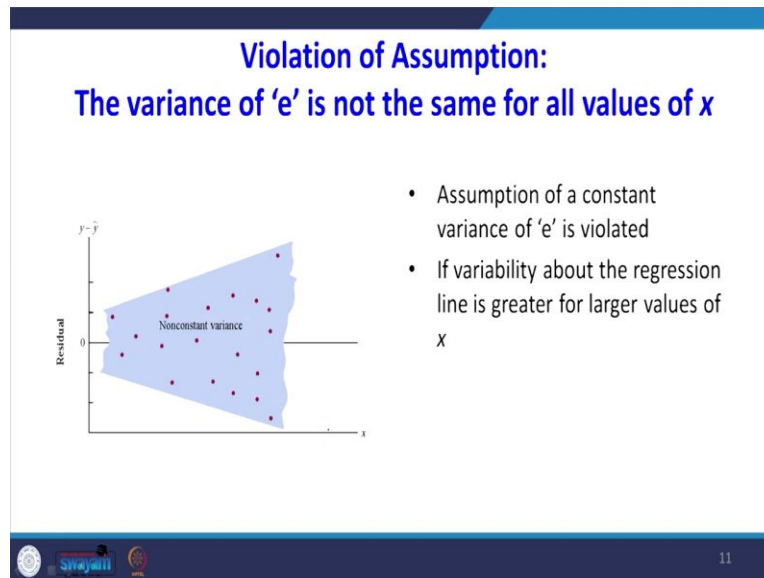 Violation of Assumption:
The variance of ‘e’ is not the same for all values of x
y – ŷ
Residual
0
Nonconstant variance
x
• Assumption of a constant
variance of ‘e’ is violated
• If variability about the regression
line is greater for larger values of
x
swayam
11